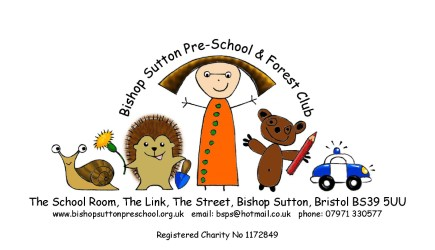 Bishop Sutton Pre-School & Forest Club
The School Room, The Link, The Street, Bishop Sutton, Bristol BS39 5UU
www.bishopsuttonpreschool.org.uk email: bsps@hotmail.co.uk phone: 07971 330577
Registered Charity No 1172849